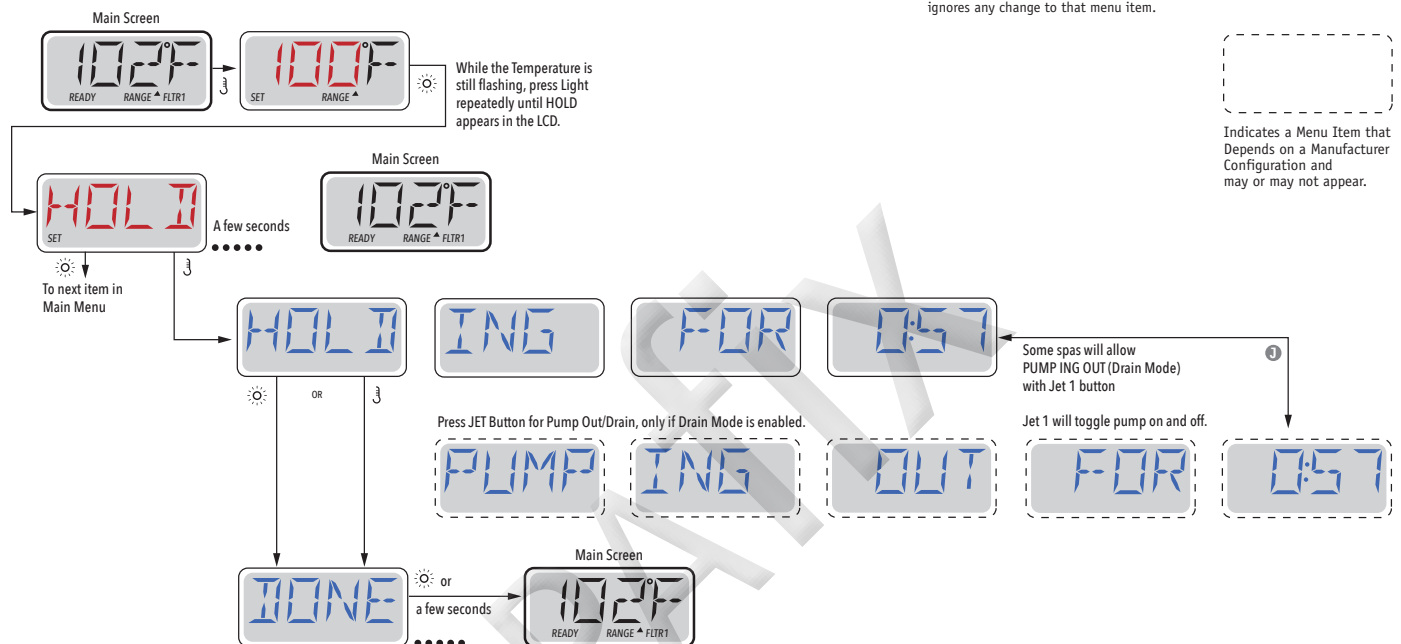 ignores any change to that menu item.
Main Screen
102°F
READY RANGE FLTR1
100°F
SET RANGE
While the Temperature is
still flashing, press Light
repeatedly until HOLD
appears in the LCD.
Indicates a Menu Item that
Depends on a Manufacturer
Configuration and
may or may not appear.
HOLD
SET
A few seconds
Main Screen
102°F
READY RANGE FLTR1
To next item in
Main Menu
HOLD
ING
FOR
0:57
Some spas will allow
PUMP ING OUT (Drain Mode)
with Jet 1 button
J
OR
Press JET Button for Pump Out/Drain, only if Drain Mode is enabled.
Jet 1 will toggle pump on and off.
PUMP
ING
OUT
FOR
0:57
DONE
or
a few seconds
Main Screen
102°F
READY RANGE FLTR1